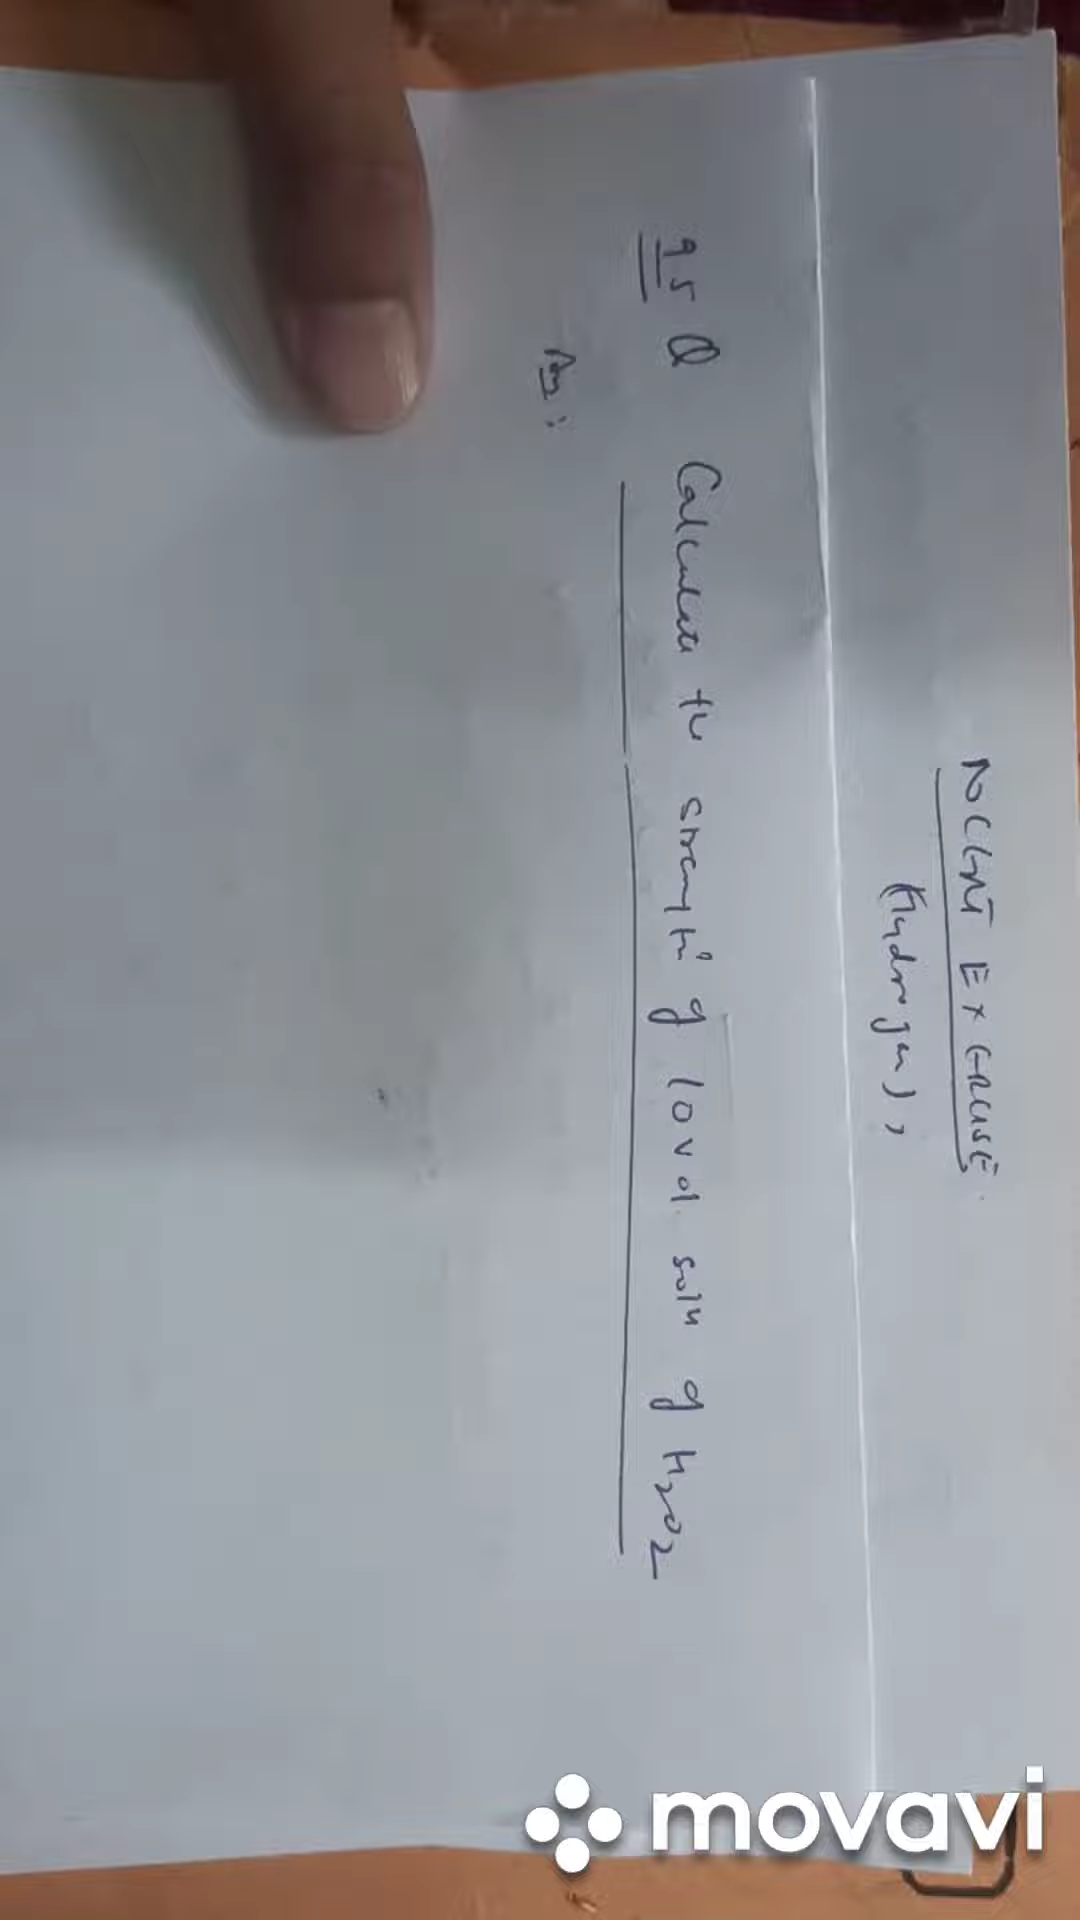 NCERT EXERCISE.
(Hydrogen),
9.5 Q Calculate the strength of 10 vol. soln of H2O2
Ans:
movavi